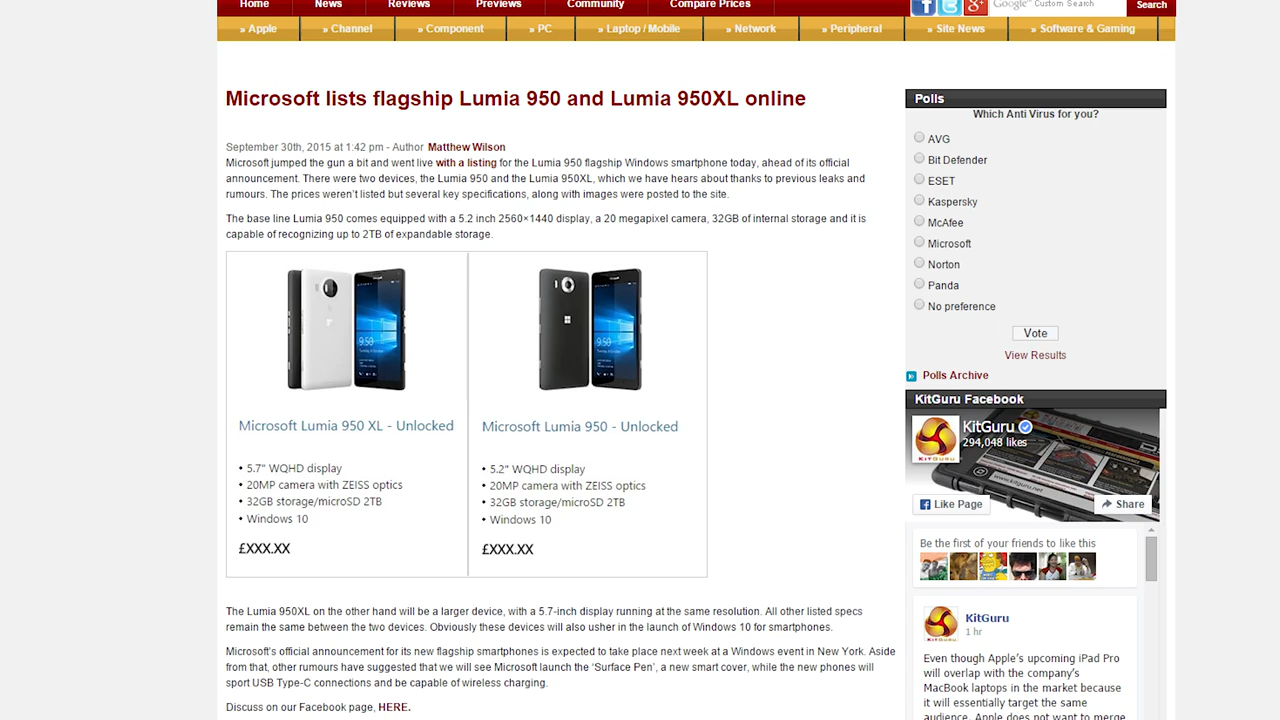 Home
News
Reviews
Previews
Community
Compare Prices
Google™ Custom Search
Search
» Apple
» Channel
» Component
» PC
» Laptop / Mobile
» Network
» Peripheral
» Site News
» Software & Gaming
Microsoft lists flagship Lumia 950 and Lumia 950XL online
September 30th, 2015 at 1:42 pm - Author Matthew Wilson
Microsoft jumped the gun a bit and went live with a listing for the Lumia 950 flagship Windows smartphone today, ahead of its official
announcement. There were two devices, the Lumia 950 and the Lumia 950XL, which we have hears about thanks to previous leaks and
rumours. The prices weren't listed but several key specifications, along with images were posted to the site.
The base line Lumia 950 comes equipped with a 5.2 inch 2560×1440 display, a 20 megapixel camera, 32GB of internal storage and it is
capable of recognizing up to 2TB of expandable storage.
9:50
9:50
Microsoft Lumia 950 XL - Unlocked
• 5.7" WQHD display
• 20MP camera with ZEISS optics
• 32GB storage/microSD 2TB
• Windows 10
£XXX.XX
Microsoft Lumia 950 - Unlocked
• 5.2" WQHD display
• 20MP camera with ZEISS optics
• 32GB storage/microSD 2TB
• Windows 10
£XXX.XX
The Lumia 950XL on the other hand will be a larger device, with a 5.7-inch display running at the same resolution. All other listed specs
remain the same between the two devices. Obviously these devices will also usher in the launch of Windows 10 for smartphones.
Microsoft's official announcement for its new flagship smartphones is expected to take place next week at a Windows event in New York. Aside
from that, other rumours have suggested that we will see Microsoft launch the 'Surface Pen', a new smart cover, while the new phones will
sport USB Type-C connections and be capable of wireless charging.
Discuss on our Facebook page, HERE.
Polls
Which Anti Virus for you?
AVG
Bit Defender
ESET
Kaspersky
McAfee
Microsoft
Norton
Panda
No preference
Vote
View Results
Polls Archive
KitGuru Facebook
KitGuru
294,048 likes
KITGURU
www.kitguru.net
Like Page
Share
Be the first of your friends to like this
KITGURU
KitGuru
1 hr
Even though Apple's upcoming iPad Pro
will overlap with the company's
MacBook laptops in the market because
it will essentially target the same
audience, Apple does not want to merge